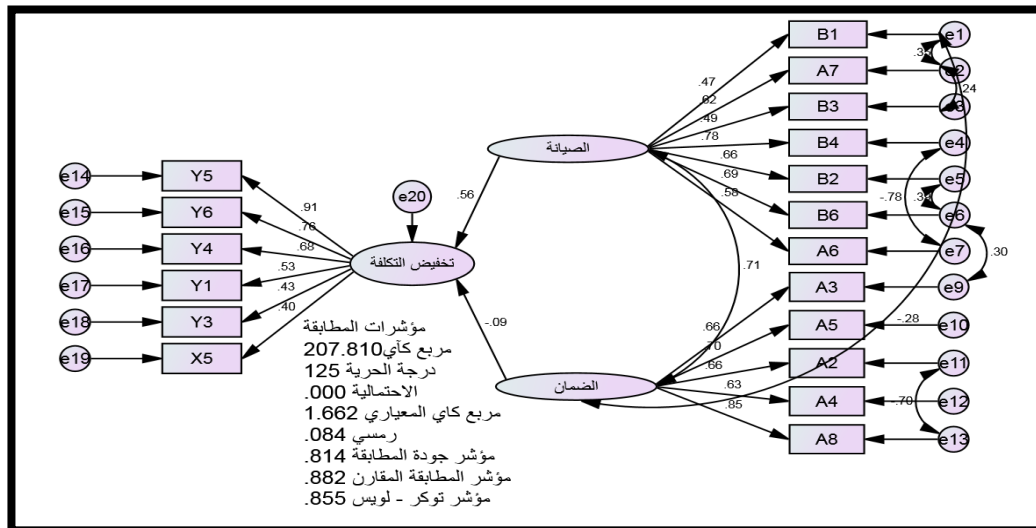 B1
e1
.33
A7
e2
.24
B3
e3
.47
.62
.49
.78
.66
.69
.58
الصيانة
B4
e4
B2
e5
-.78
.34
B6
e6
A6
e7
.30
A3
e9
.71
.56
e14
Y5
e15
Y6
e16
Y4
e17
Y1
e18
Y3
e19
X5
.91
.76
.68
.53
.43
.40
e20
تخفيض التكلفة
-.09
.66
.70
.66
.63
.85
الضمان
A5
-.28
e10
A2
e11
A4
-.70
e12
A8
e13
مؤشرات المطابقة
مربع كآي207.810
درجة الحرية 125
الاحتمالية 000.
مربع كاي المعياري 1.662
رمسي 084.
مؤشر جودة المطابقة 814.
مؤشر المطابقة المقارن 882.
مؤشر توكر - لويس 855.